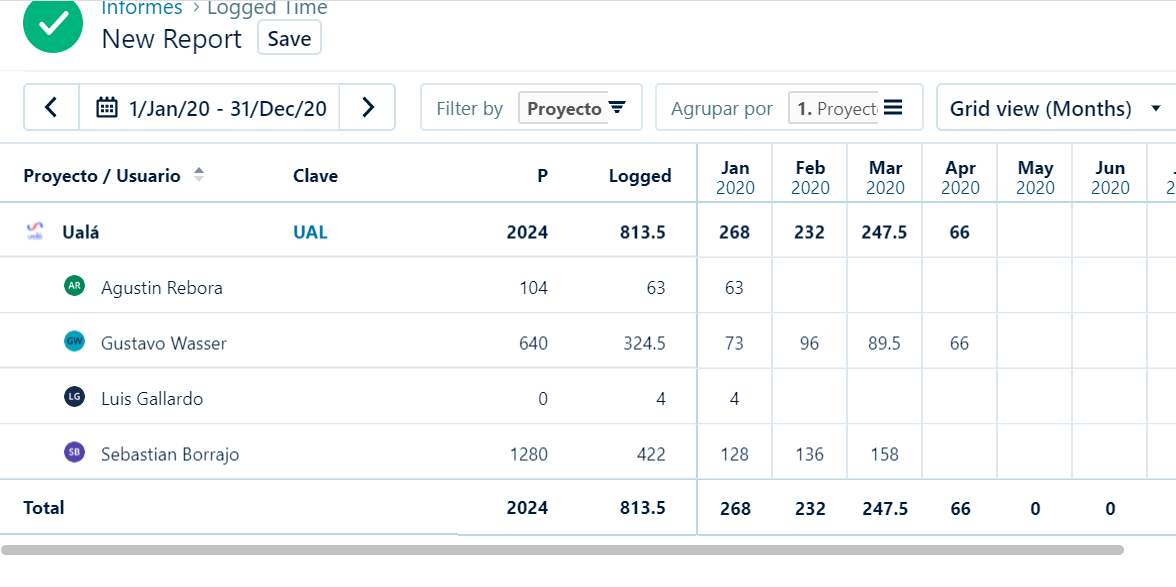 Informes > Logged Time
New Report Save
1/Jan/20 - 31/Dec/20 Filter by Proyecto Agrupar por 1. Proyect Grid view (Months)
Proyecto / Usuario Clave P Logged Jan 2020 Feb 2020 Mar 2020 Apr 2020 May 2020 Jun 2020
Ualá UAL 2024 813.5 268 232 247.5 66
AR Agustin Rebora 104 63 63
GW Gustavo Wasser 640 324.5 73 96 89.5 66
LG Luis Gallardo 0 4 4
SB Sebastian Borrajo 1280 422 128 136 158
Total 2024 813.5 268 232 247.5 66 0 0